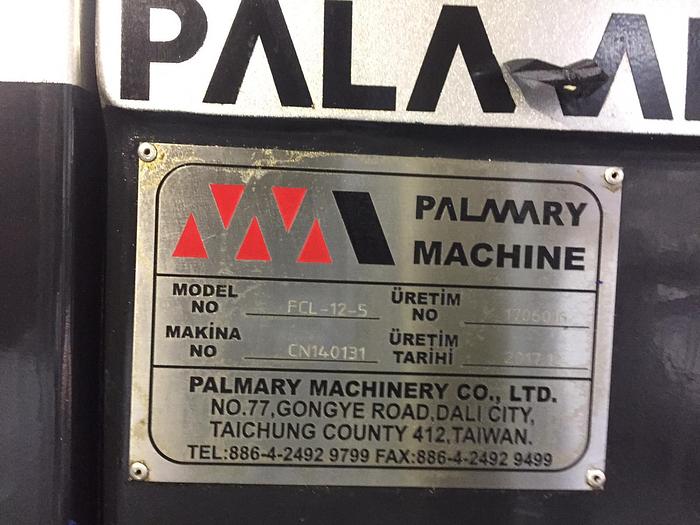 PALMARY
MACHINE
MODEL NO FCL-12-S ÜRETİM NO
MAKİNA NO CN140131 ÜRETİM TARİHİ
PALMARY MACHINERY CO., LTD.
NO.77,GONGYE ROAD,DALI CITY,
TAICHUNG COUNTY 412,TAIWAN.
TEL:886-4-2492 9799 FAX:886-4-2492 9499